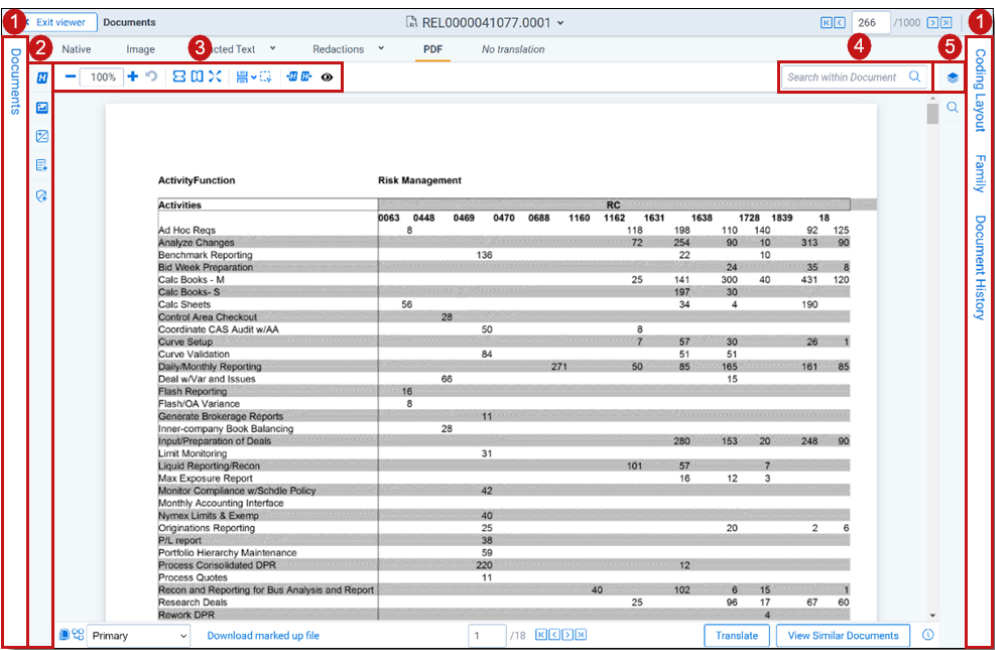 1 Exit viewer Documents REL0000041077.0001 266 /1000 1
2 Native Image 3 cted Text Redactions PDF No translation 4 5
100% Search within Document
Documents
Coding Layout
Family
Document History
ActivityFunction Risk Management
Activities RC
0063 0448 0469 0470 0688 1160 1162 1631 1638 1728 1839 18
Ad Hoc Reqs 8 118 198 110 140 92 125
Analyze Changes 72 254 90 10 313 90
Benchmark Reporting 136 22 10
Bid Week Preparation 24 35 8
Calc Books - M 25 141 300 40 431 120
Calc Books- S 197 30
Calc Sheets 56 34 4 190
Control Area Checkout 28
Coordinate CAS Audit w/AA 50 8
Curve Setup 7 57 30 26 1
Curve Validation 84 51 51
Daily/Monthly Reporting 271 50 85 165 161 85
Deal w/Var and Issues 66 15
Flash Reporting 16
Flash/OA Variance 8
Generate Brokerage Reports 11
Inner-company Book Balancing 28
Input/Preparation of Deals 280 153 20 248 90
Limit Monitoring 31
Liquid Reporting/Recon 101 57 7
Max Exposure Report 16 12 3
Monitor Compliance w/Schdle Policy 42
Monthly Accounting Interface
Nymex Limits & Exemp 40
Originations Reporting 25 20 2 6
P/L report 38
Portfolio Hierarchy Maintenance 59
Process Consolidated DPR 220 12
Process Quotes 11
Recon and Reporting for Bus Analysis and Report 40 102 6 15 1
Research Deals 25 96 17 67 60
Rework DPR 4
Primary Download marked up file 1 /18 Translate View Similar Documents